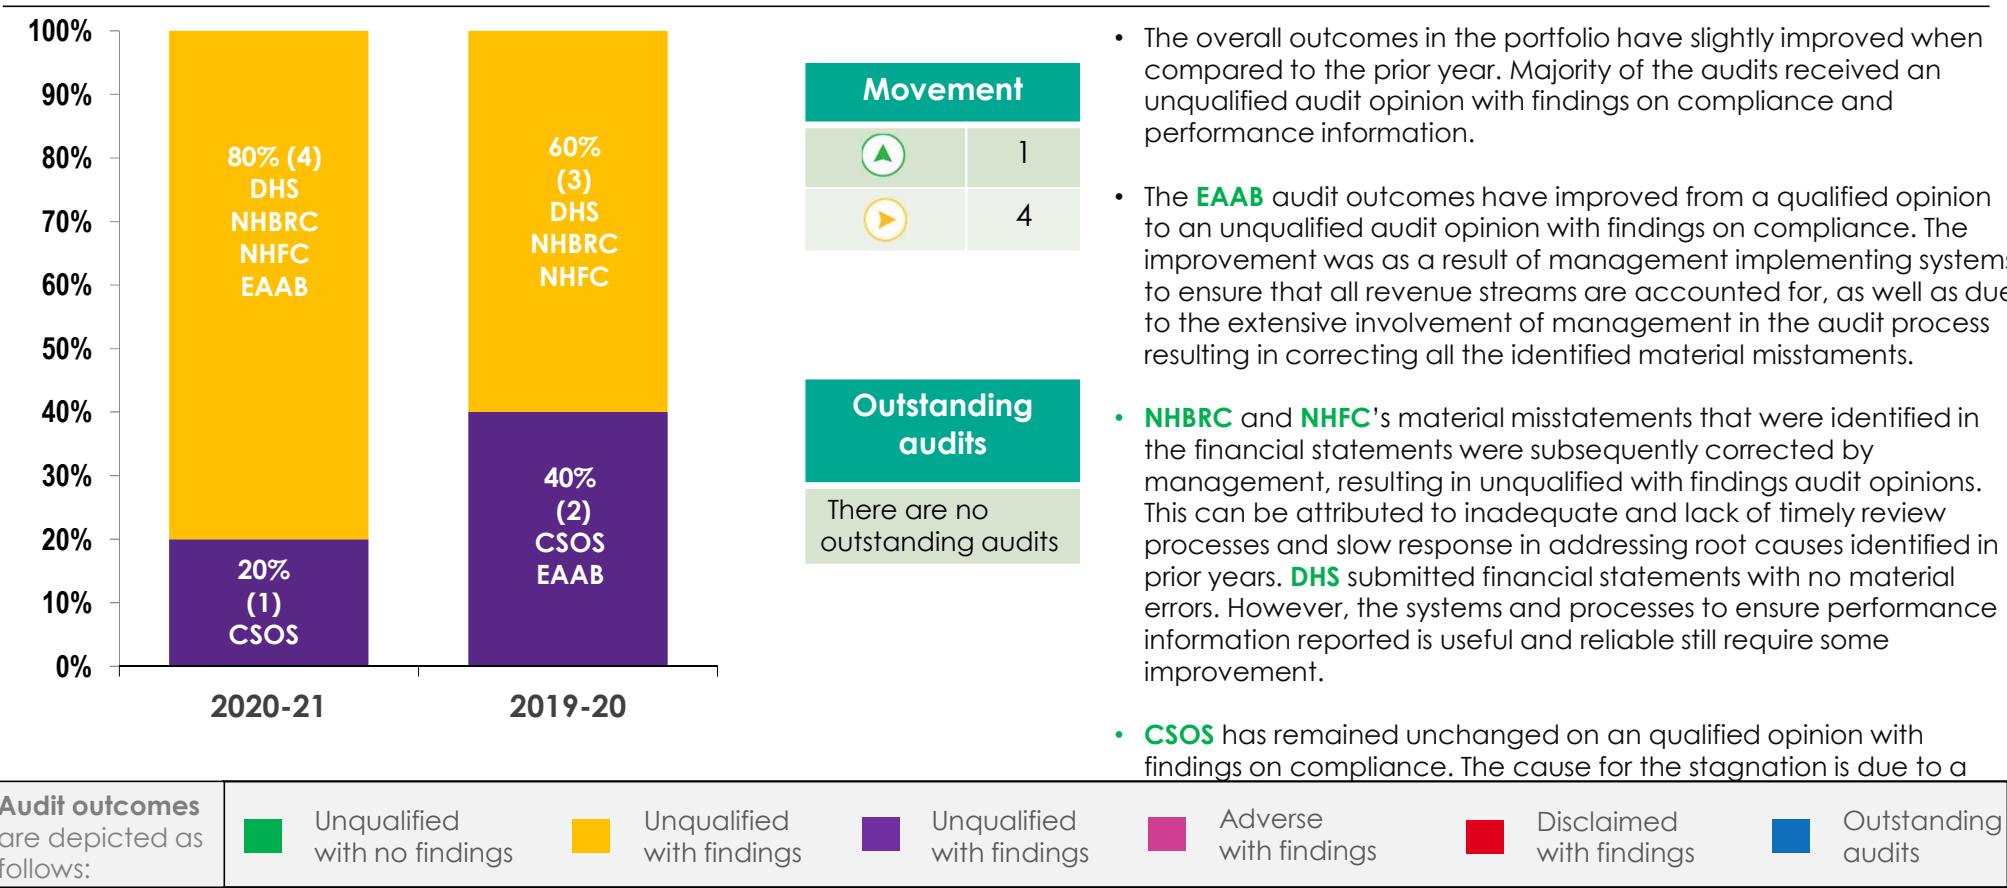 100%
90%
80%
70%
60%
50%
40%
30%
20%
10%
0%
80% (4)
DHS
NHBRC
NHFC
EAAB
20%
(1)
CSOS
60%
(3)
DHS
NHBRC
NHFC
40%
(2)
CSOS
EAAB
2020-21
2019-20
Movement
1
4
Outstanding
audits
There are no
outstanding audits
• The overall outcomes in the portfolio have slightly improved when
compared to the prior year. Majority of the audits received an
unqualified audit opinion with findings on compliance and
performance information.
• The EAAB audit outcomes have improved from a qualified opinion
to an unqualified audit opinion with findings on compliance. The
improvement was as a result of management implementing systems
to ensure that all revenue streams are accounted for, as well as due
to the extensive involvement of management in the audit process
resulting in correcting all the identified material misstaments.
• NHBRC and NHFC's material misstatements that were identified in
the financial statements were subsequently corrected by
management, resulting in unqualified with findings audit opinions.
This can be attributed to inadequate and lack of timely review
processes and slow response in addressing root causes identified in
prior years. DHS submitted financial statements with no material
errors. However, the systems and processes to ensure performance
information reported is useful and reliable still require some
improvement.
• CSOS has remained unchanged on an qualified opinion with
findings on compliance. The cause for the stagnation is due to a
Audit outcomes
are depicted as
follows:
Unqualified
with no findings
Unqualified
with findings
Unqualified
with findings
Adverse
with findings
Disclaimed
with findings
Outstanding
audits